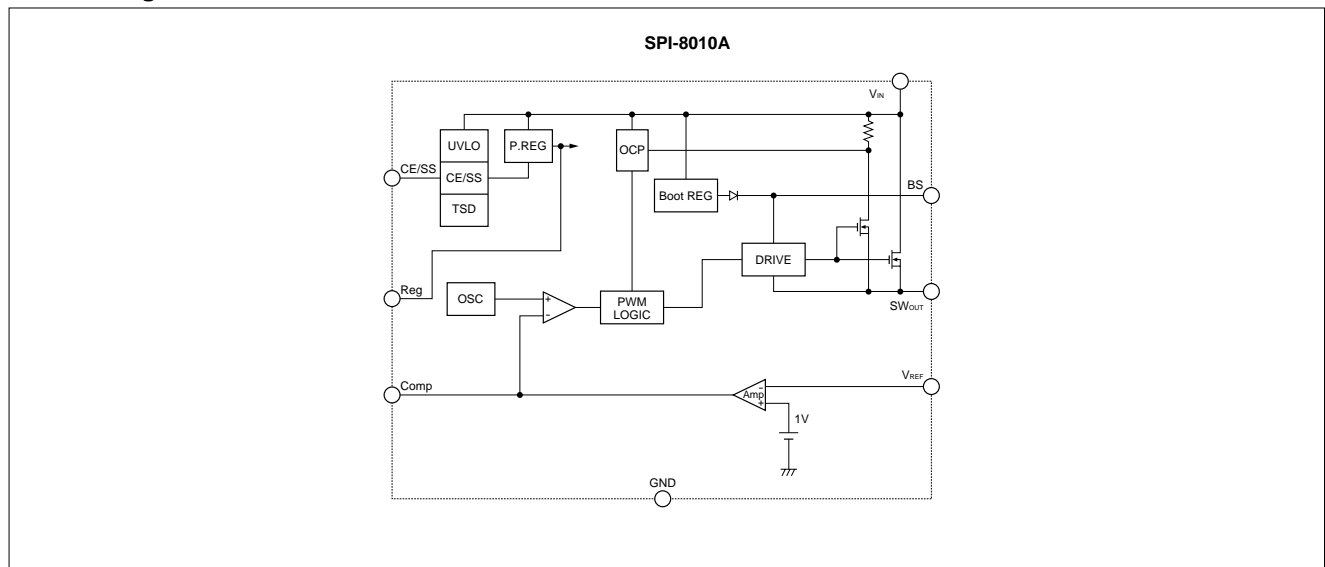 SPI-8010A
VIN
UVLO
P.REG
OCP
CE/SS
CE/SS
BS
Boot REG
TSD
DRIVE
Reg
OSC
+
-
PWM
LOGIC
SWOUT
Comp
VREF
-
Amp
+
1V
GND